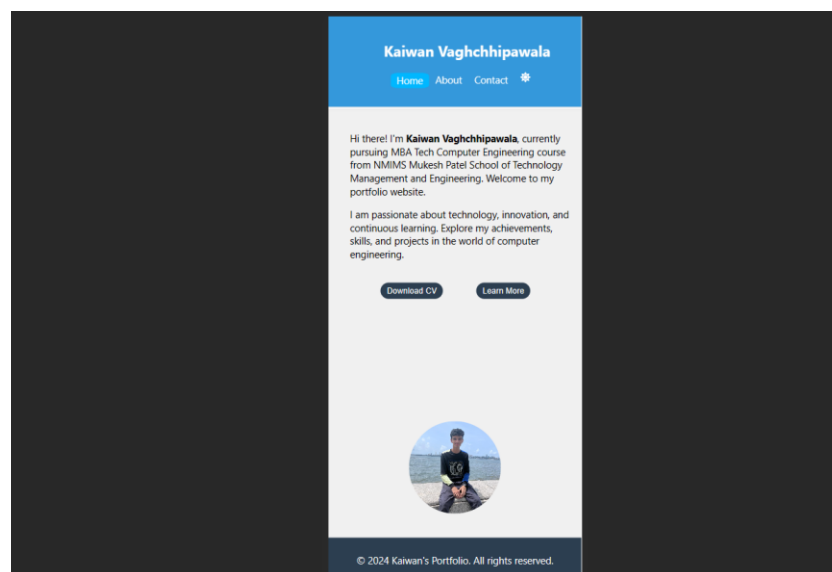 Kaiwan Vaghchhipawala
Home About Contact
Hi there! I'm Kaiwan Vaghchhipawala, currently
pursuing MBA Tech Computer Engineering course
from NMIMS Mukesh Patel School of Technology
Management and Engineering. Welcome to my
portfolio website.
I am passionate about technology, innovation, and
continuous learning. Explore my achievements,
skills, and projects in the world of computer
engineering.
Download CV Learn More
© 2024 Kaiwan's Portfolio. All rights reserved.